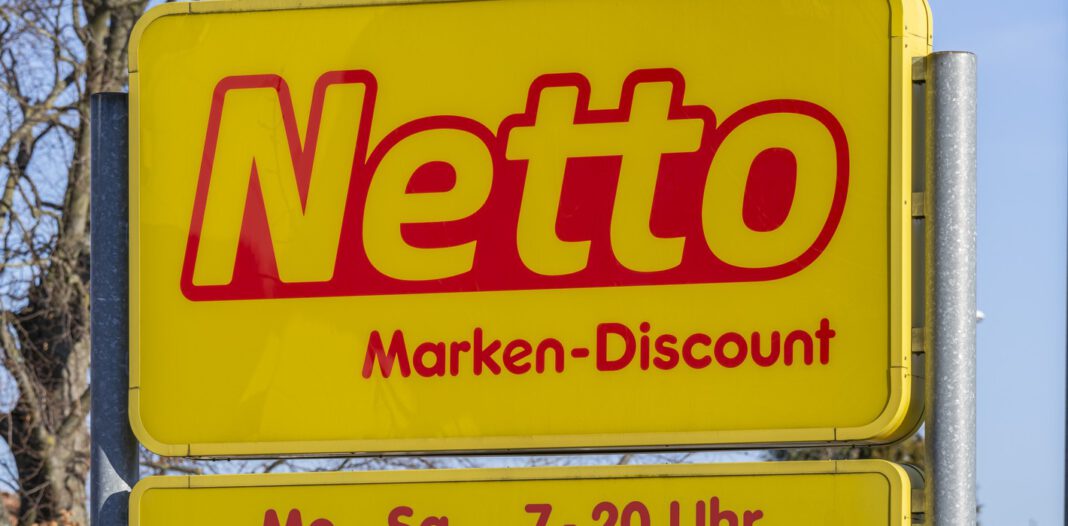 Netto
Marken-Discount
Mo - Sa 7-20 Uhr